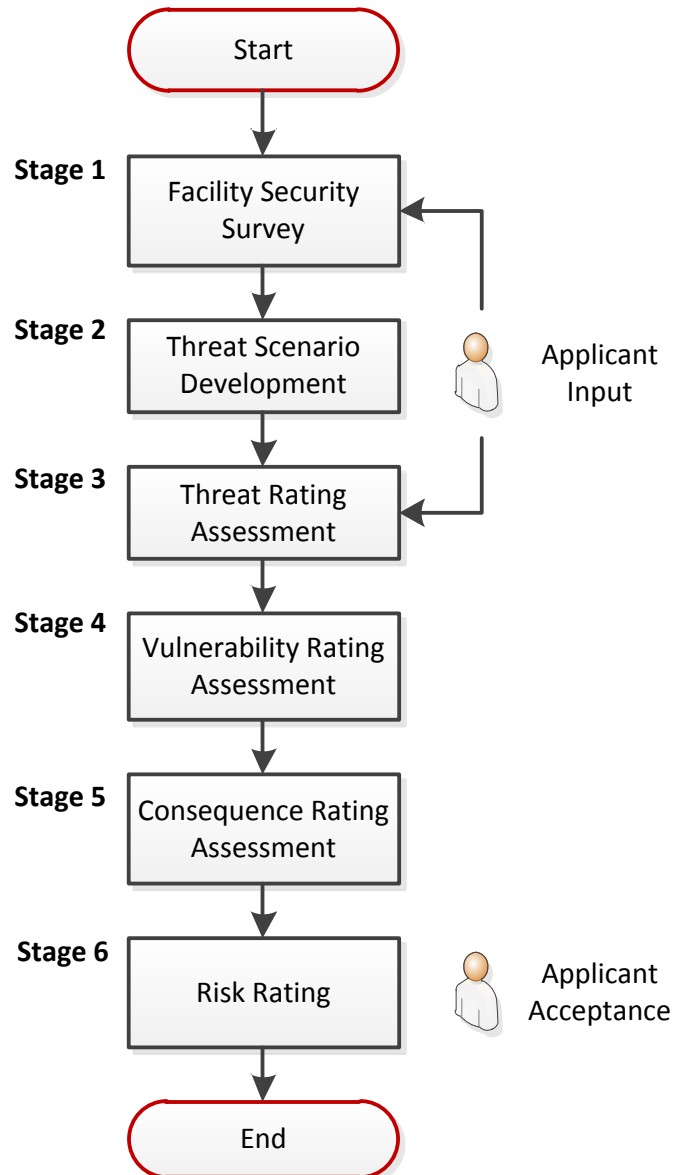 Start
Stage 1
Facility Security
Survey
Stage 2
Threat Scenario
Development
Applicant
Input
Stage 3
Threat Rating
Assessment
Stage 4
Vulnerability Rating
Assessment
Stage 5
Consequence Rating
Assessment
Stage 6
Risk Rating
Applicant
Acceptance
End